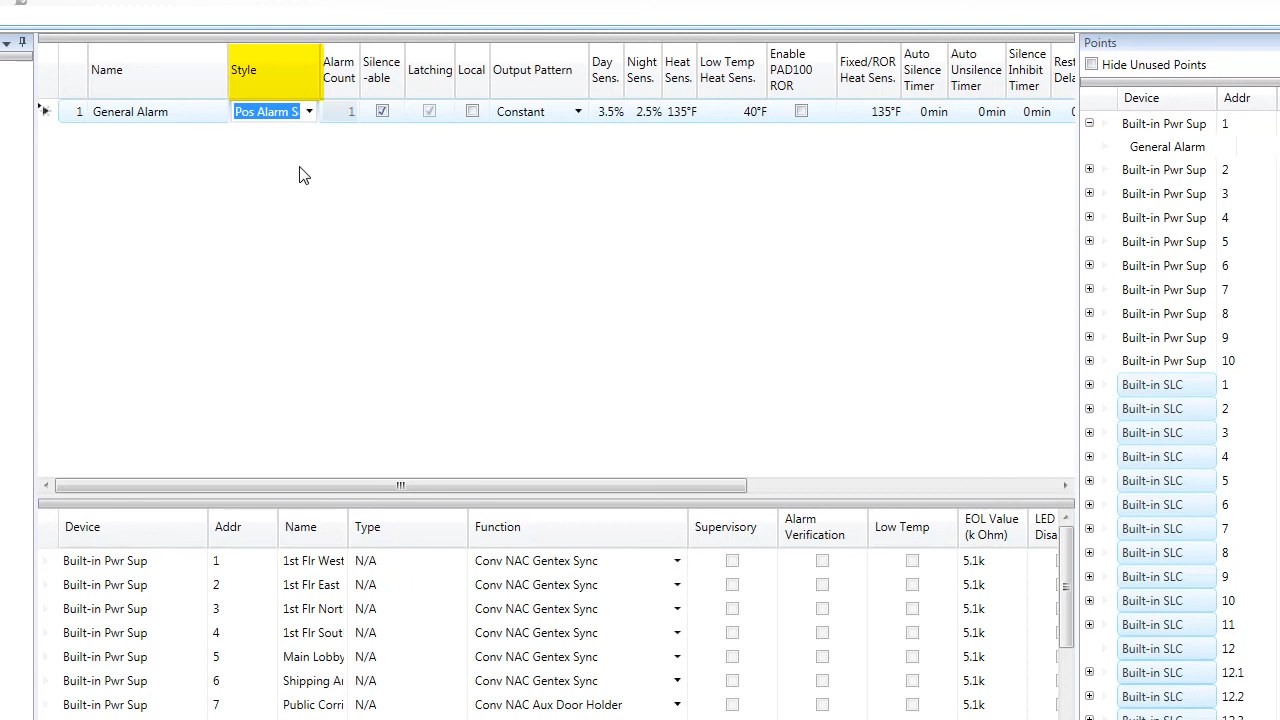 Name Style Alarm Count Silence -able Latching Local Output Pattern Day Sens. Night Sens. Heat Sens. Low Temp Heat Sens. Enable PAD100 ROR Fixed/ROR Heat Sens. Auto Silence Timer Auto Unsilence Timer Silence Inhibit Timer
1 General Alarm Pos Alarm S 1 Constant 3.5% 2.5% 135°F 40°F 135°F 0min 0min 0min
Device Addr Name Type Function Supervisory Alarm Verification Low Temp EOL Value (k Ohm) LED
Built-in Pwr Sup 1 1st Flr West N/A Conv NAC Gentex Sync 5.1k
Built-in Pwr Sup 2 1st Flr East N/A Conv NAC Gentex Sync 5.1k
Built-in Pwr Sup 3 1st Flr Nort N/A Conv NAC Gentex Sync 5.1k
Built-in Pwr Sup 4 1st Flr Sout N/A Conv NAC Gentex Sync 5.1k
Built-in Pwr Sup 5 Main Lobby N/A Conv NAC Gentex Sync 5.1k
Built-in Pwr Sup 6 Shipping N/A Conv NAC Gentex Sync 5.1k
Built-in Pwr Sup 7 Public Corri N/A Conv NAC Aux Door Holder 5.1k
Points
Hide Unused Points
Device Addr
Built-in Pwr Sup 1
General Alarm
Built-in Pwr Sup 2
Built-in Pwr Sup 3
Built-in Pwr Sup 4
Built-in Pwr Sup 5
Built-in Pwr Sup 6
Built-in Pwr Sup 7
Built-in Pwr Sup 8
Built-in Pwr Sup 9
Built-in Pwr Sup 10
Built-in SLC 1
Built-in SLC 2
Built-in SLC 3
Built-in SLC 4
Built-in SLC 5
Built-in SLC 6
Built-in SLC 7
Built-in SLC 8
Built-in SLC 9
Built-in SLC 10
Built-in SLC 11
Built-in SLC 12
Built-in SLC 12.1
Built-in SLC 12.2